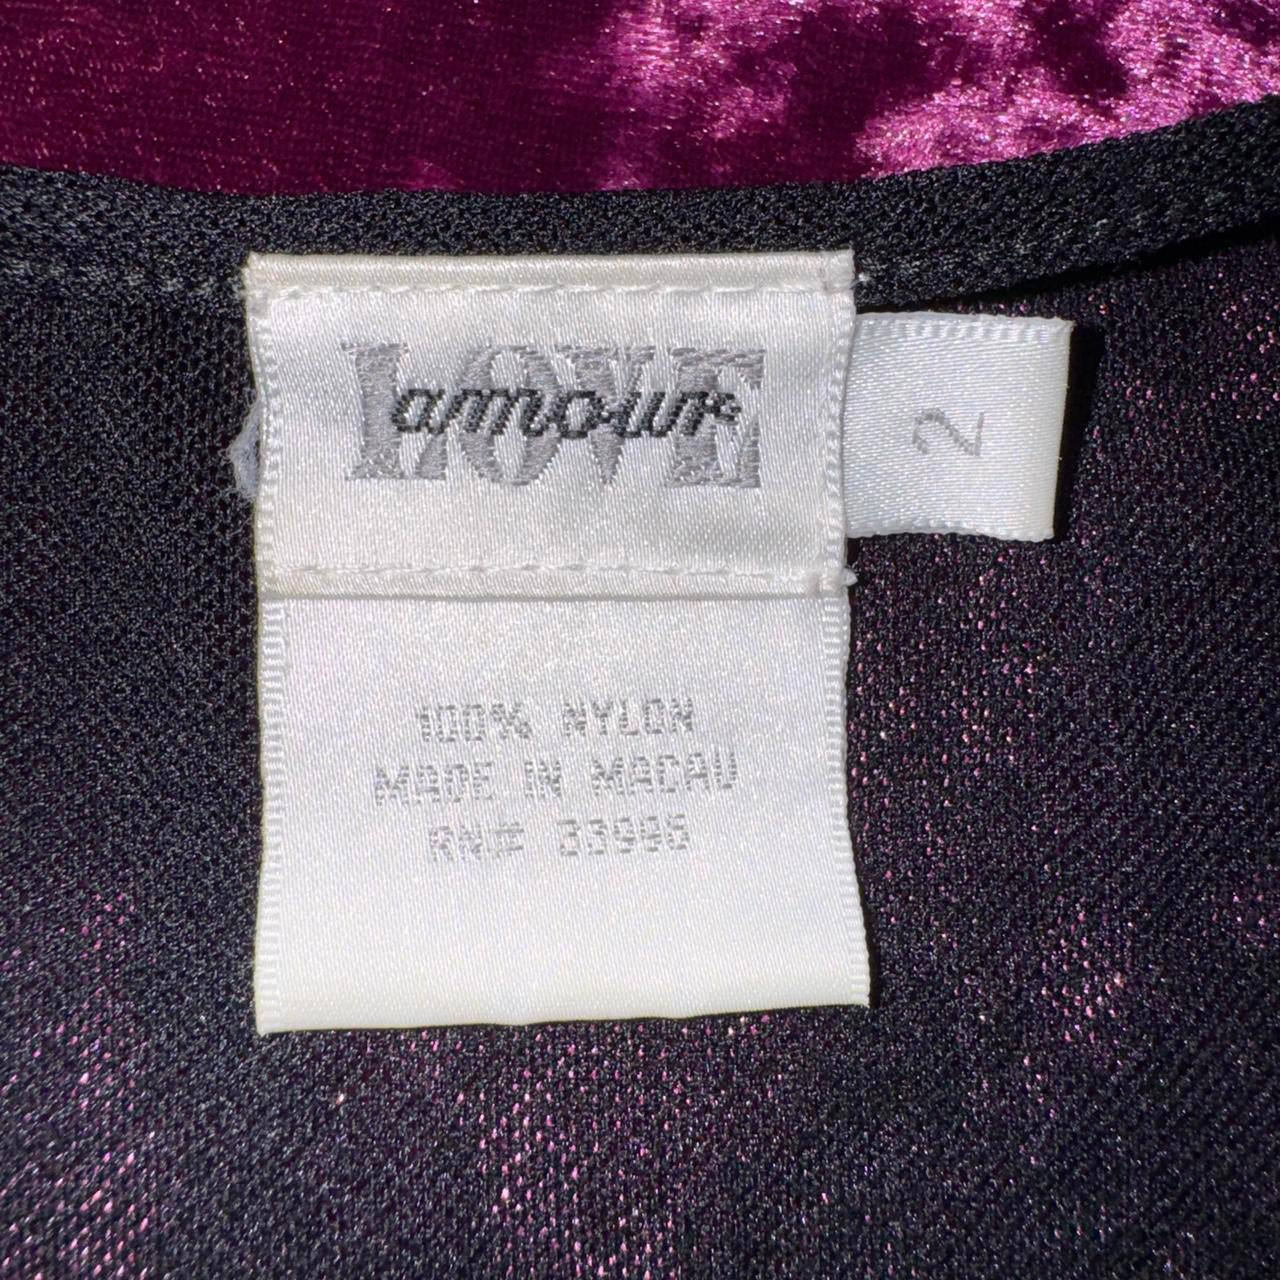 LOVE
amour
2
100% NYLON
MADE IN MACAU
RN# 33996